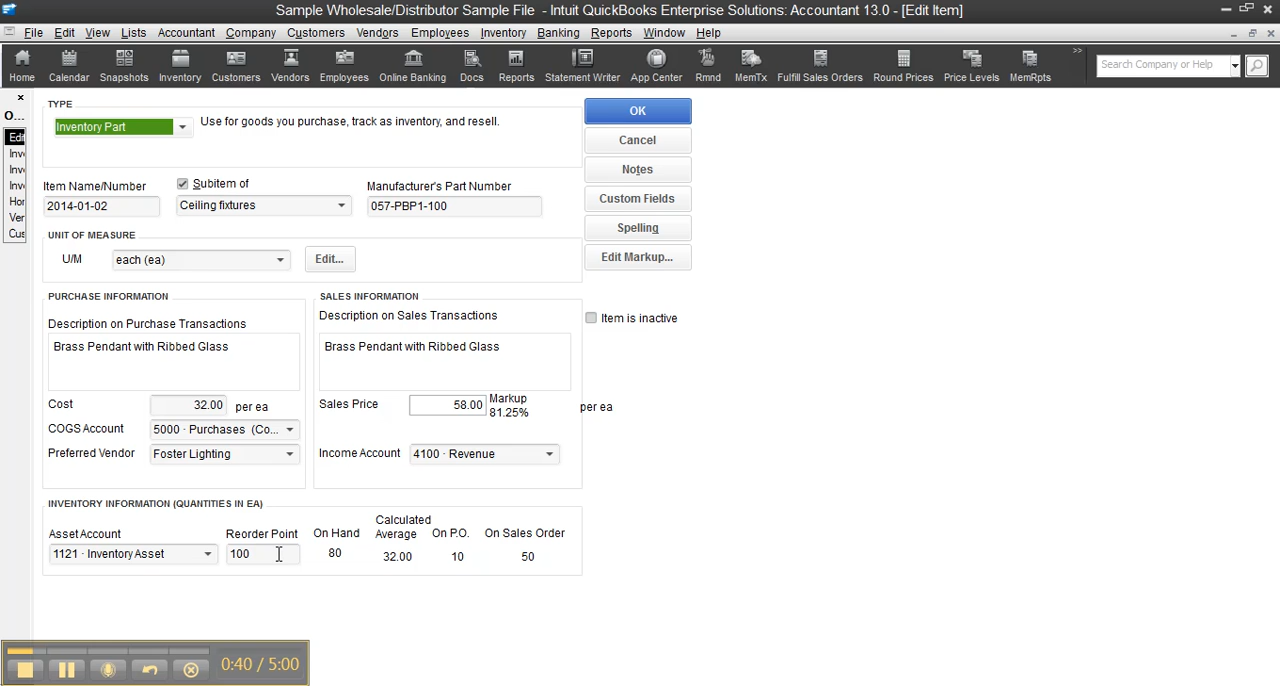 Sample Wholesale/Distributor Sample File - Intuit QuickBooks Enterprise Solutions: Accountant 13.0 - [Edit Item]
File Edit View Lists Accountant Company Customers Vendors Employees Inventory Banking Reports Window Help
Home Calendar Snapshots Inventory Customers Vendors Employees Online Banking Docs Reports Statement Writer App Center Rmnd MemTx Fulfill Sales Orders Round Prices Price Levels MemRpts
Search Company or Help
O...
Edi
Inv
Inv
Inv
Hor
Ver
Cus
TYPE
Inventory Part
Use for goods you purchase, track as inventory, and resell.
OK
Cancel
Notes
Custom Fields
Spelling
Edit Markup...
Item Name/Number
Subitem of
Manufacturer's Part Number
2014-01-02
Ceiling fixtures
057-PBP1-100
UNIT OF MEASURE
U/M
each (ea)
Edit...
PURCHASE INFORMATION
Description on Purchase Transactions
Brass Pendant with Ribbed Glass
Cost
32.00
per ea
COGS Account
5000 · Purchases (Co...
Preferred Vendor
Foster Lighting
SALES INFORMATION
Description on Sales Transactions
Brass Pendant with Ribbed Glass
Sales Price
58.00
Markup
81.25%
per ea
Income Account
4100 · Revenue
Item is inactive
INVENTORY INFORMATION (QUANTITIES IN EA)
Asset Account
Reorder Point
On Hand
Calculated
Average
On P.O.
On Sales Order
1121 · Inventory Asset
100
80
32.00
10
50
0:40 / 5:00